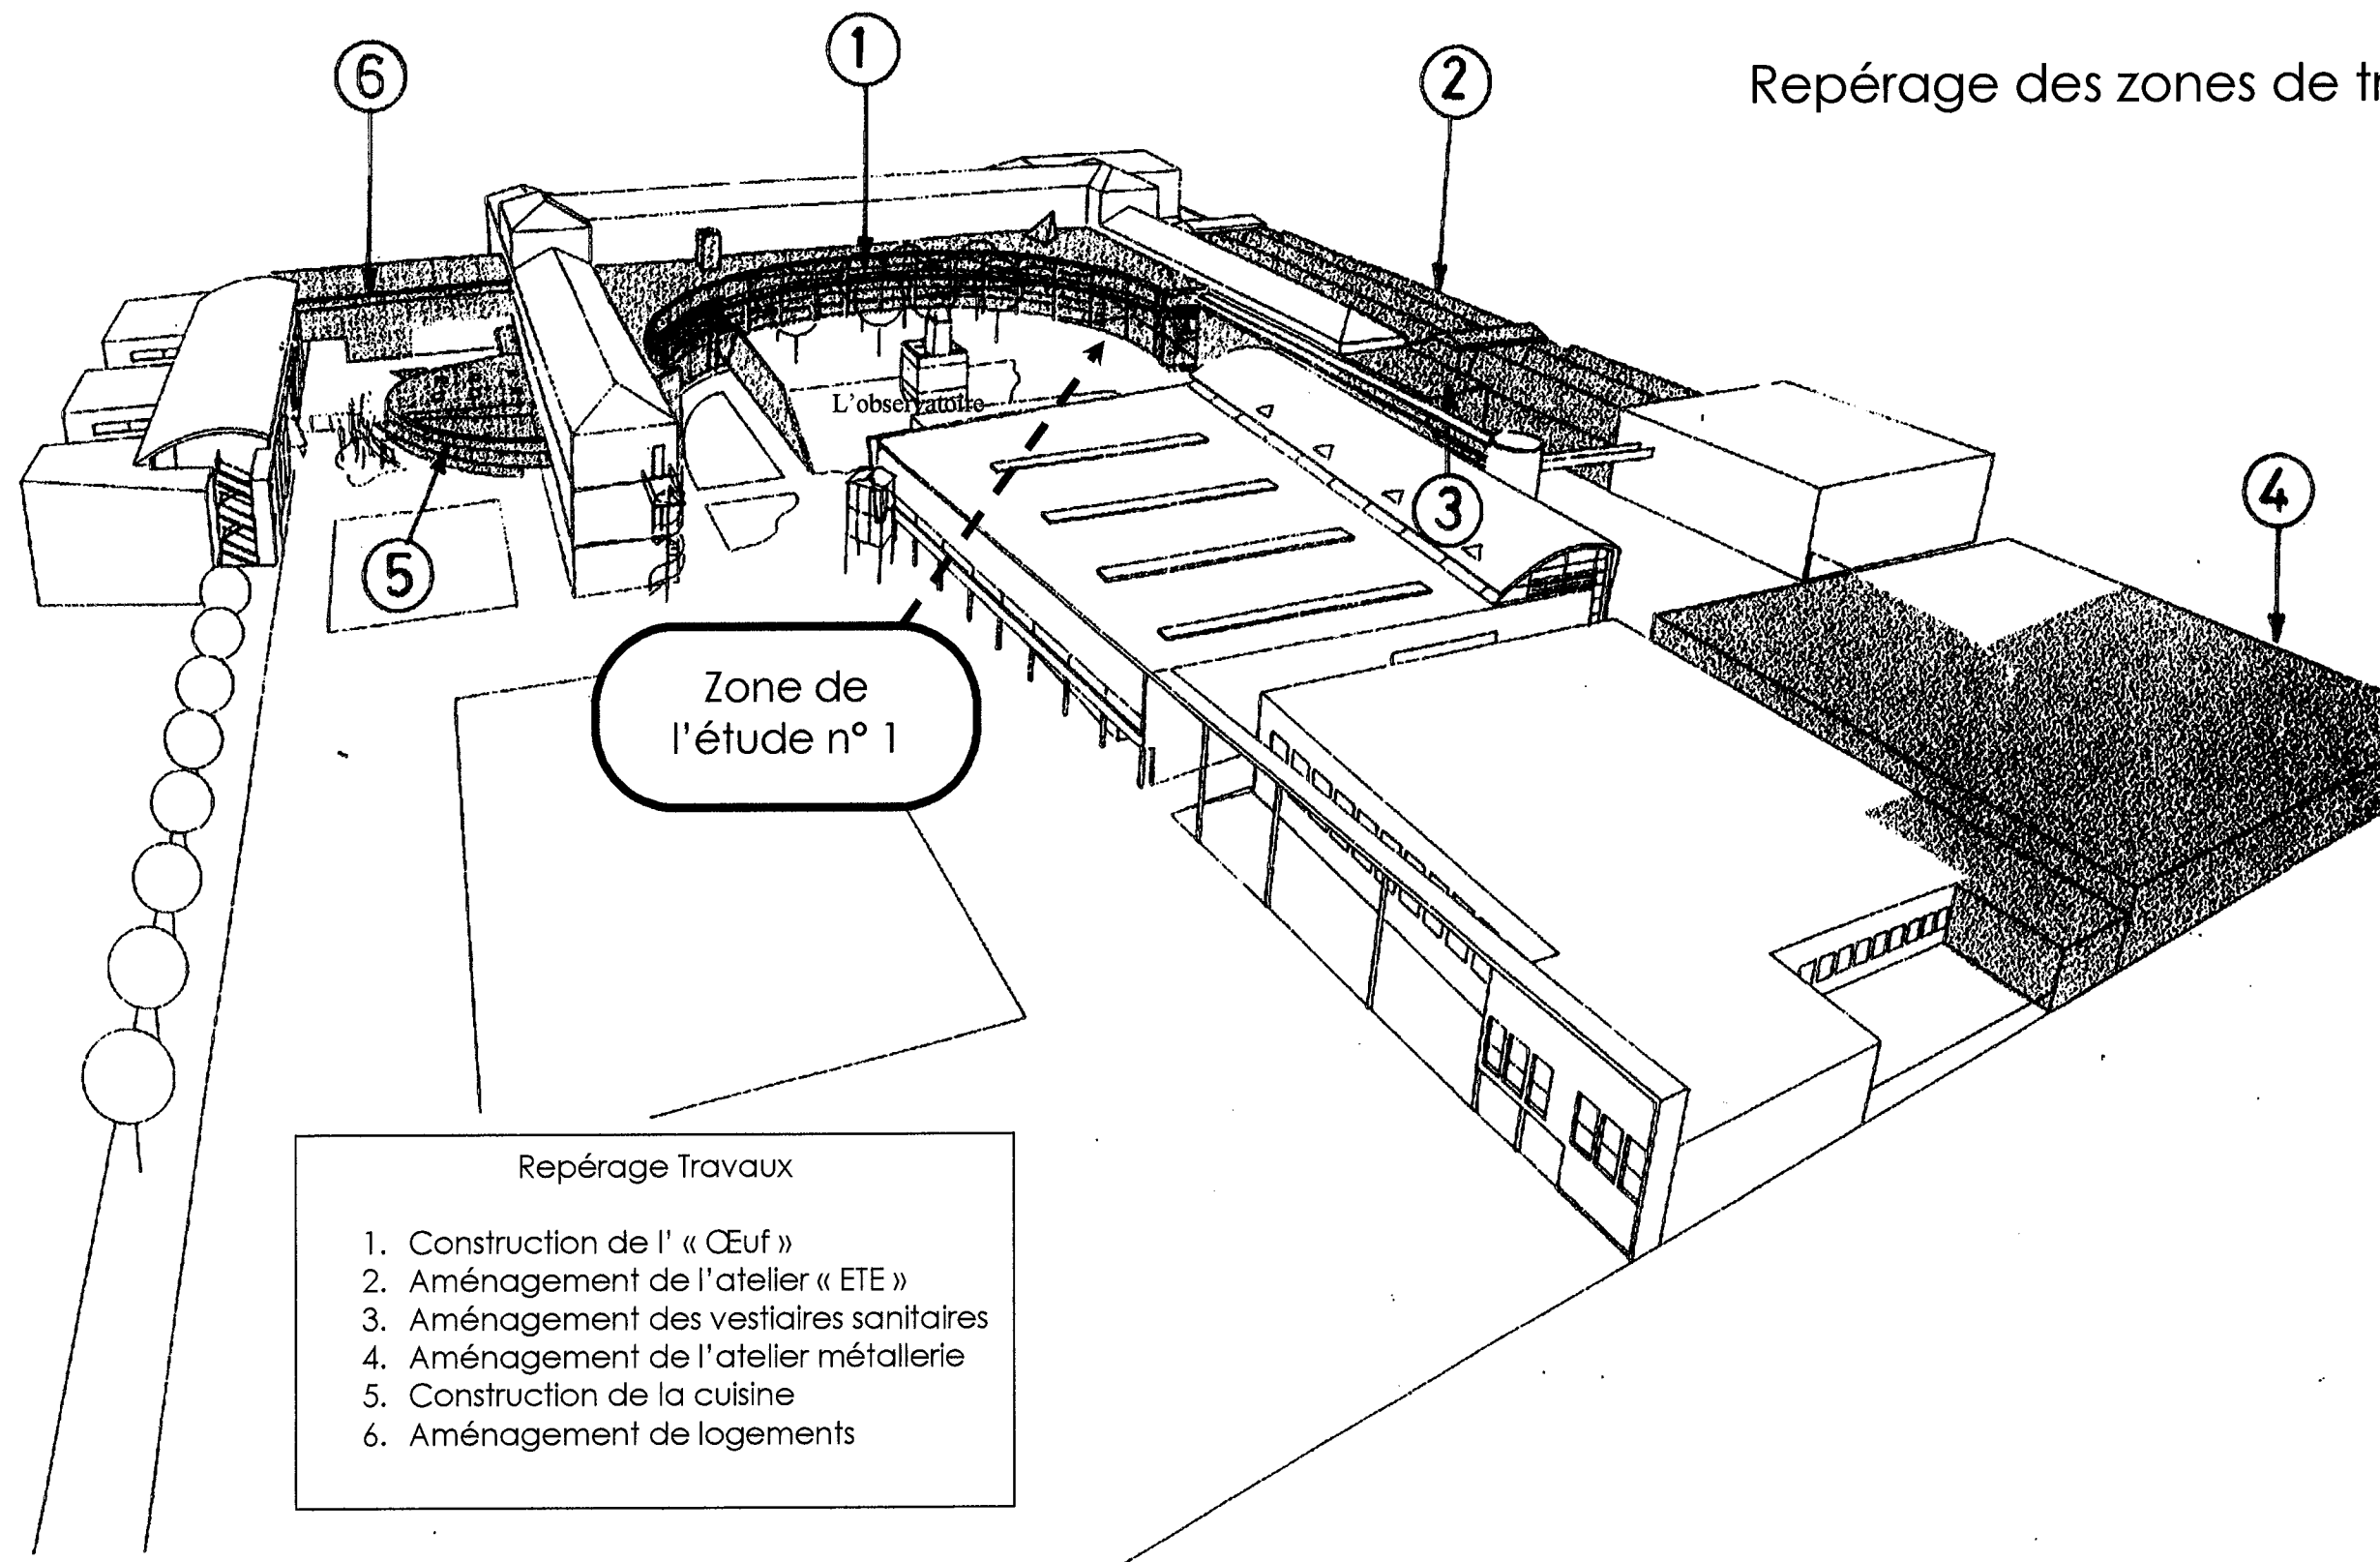 6
1
2
Repérage des zones de tr
L'observatoire
3
4
5
Zone de
l'étude n° 1
Repérage Travaux
1. Construction de l' « Œuf »
2. Aménagement de l'atelier « ETE »
3. Aménagement des vestiaires sanitaires
4. Aménagement de l'atelier métallerie
5. Construction de la cuisine
6. Aménagement de logements